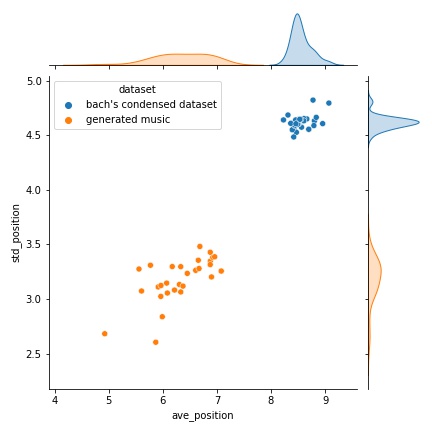 dataset
bach's condensed dataset
generated music
5.0
4.5
4.0
3.5
3.0
2.5
std_position
4 5 6 7 8 9
ave_position